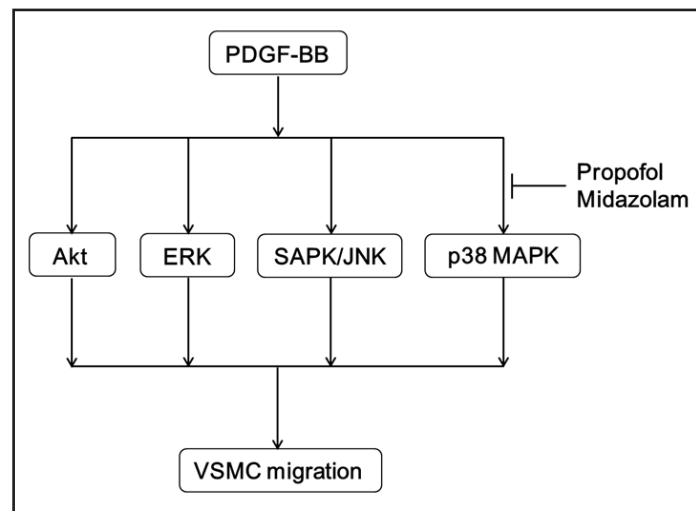 PDGF-BB
Propofol
Midazolam
Akt
ERK
SAPK/JNK
p38 MAPK
VSMC migration